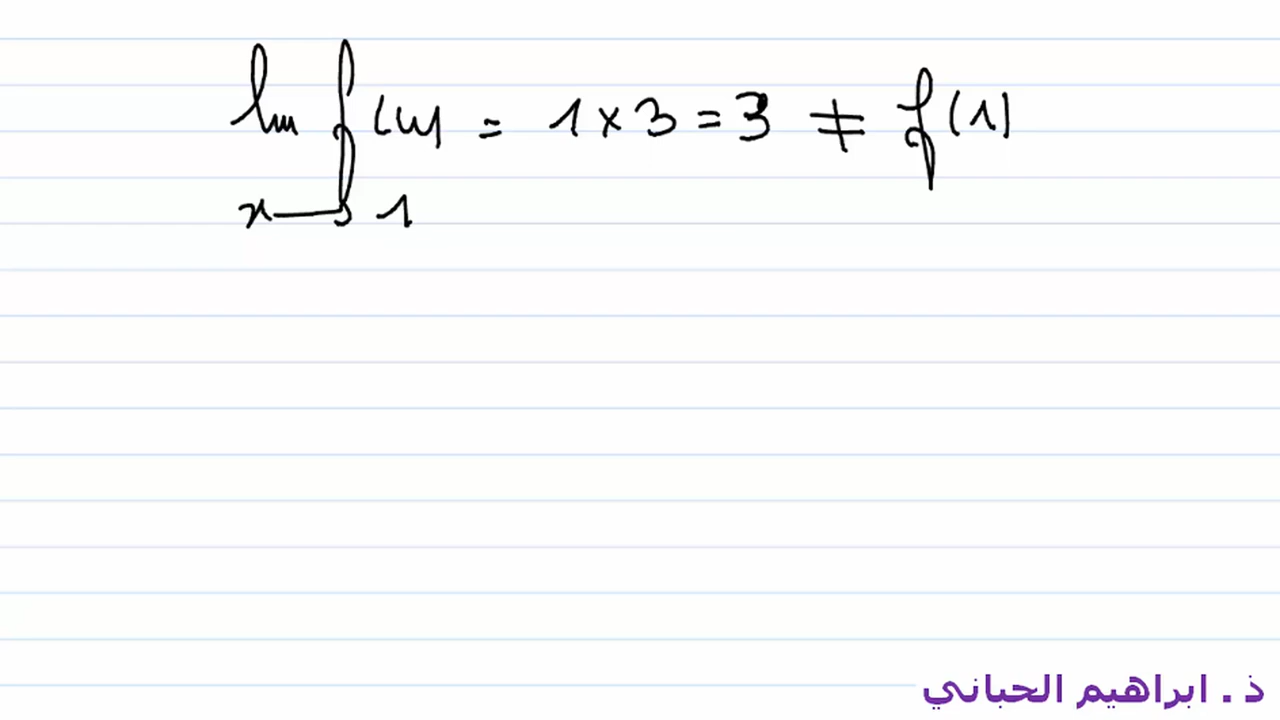 lim f(x) = 1 × 3 = 3 ≠ f(1)
x → 1
ذ . ابراهيم الحباني